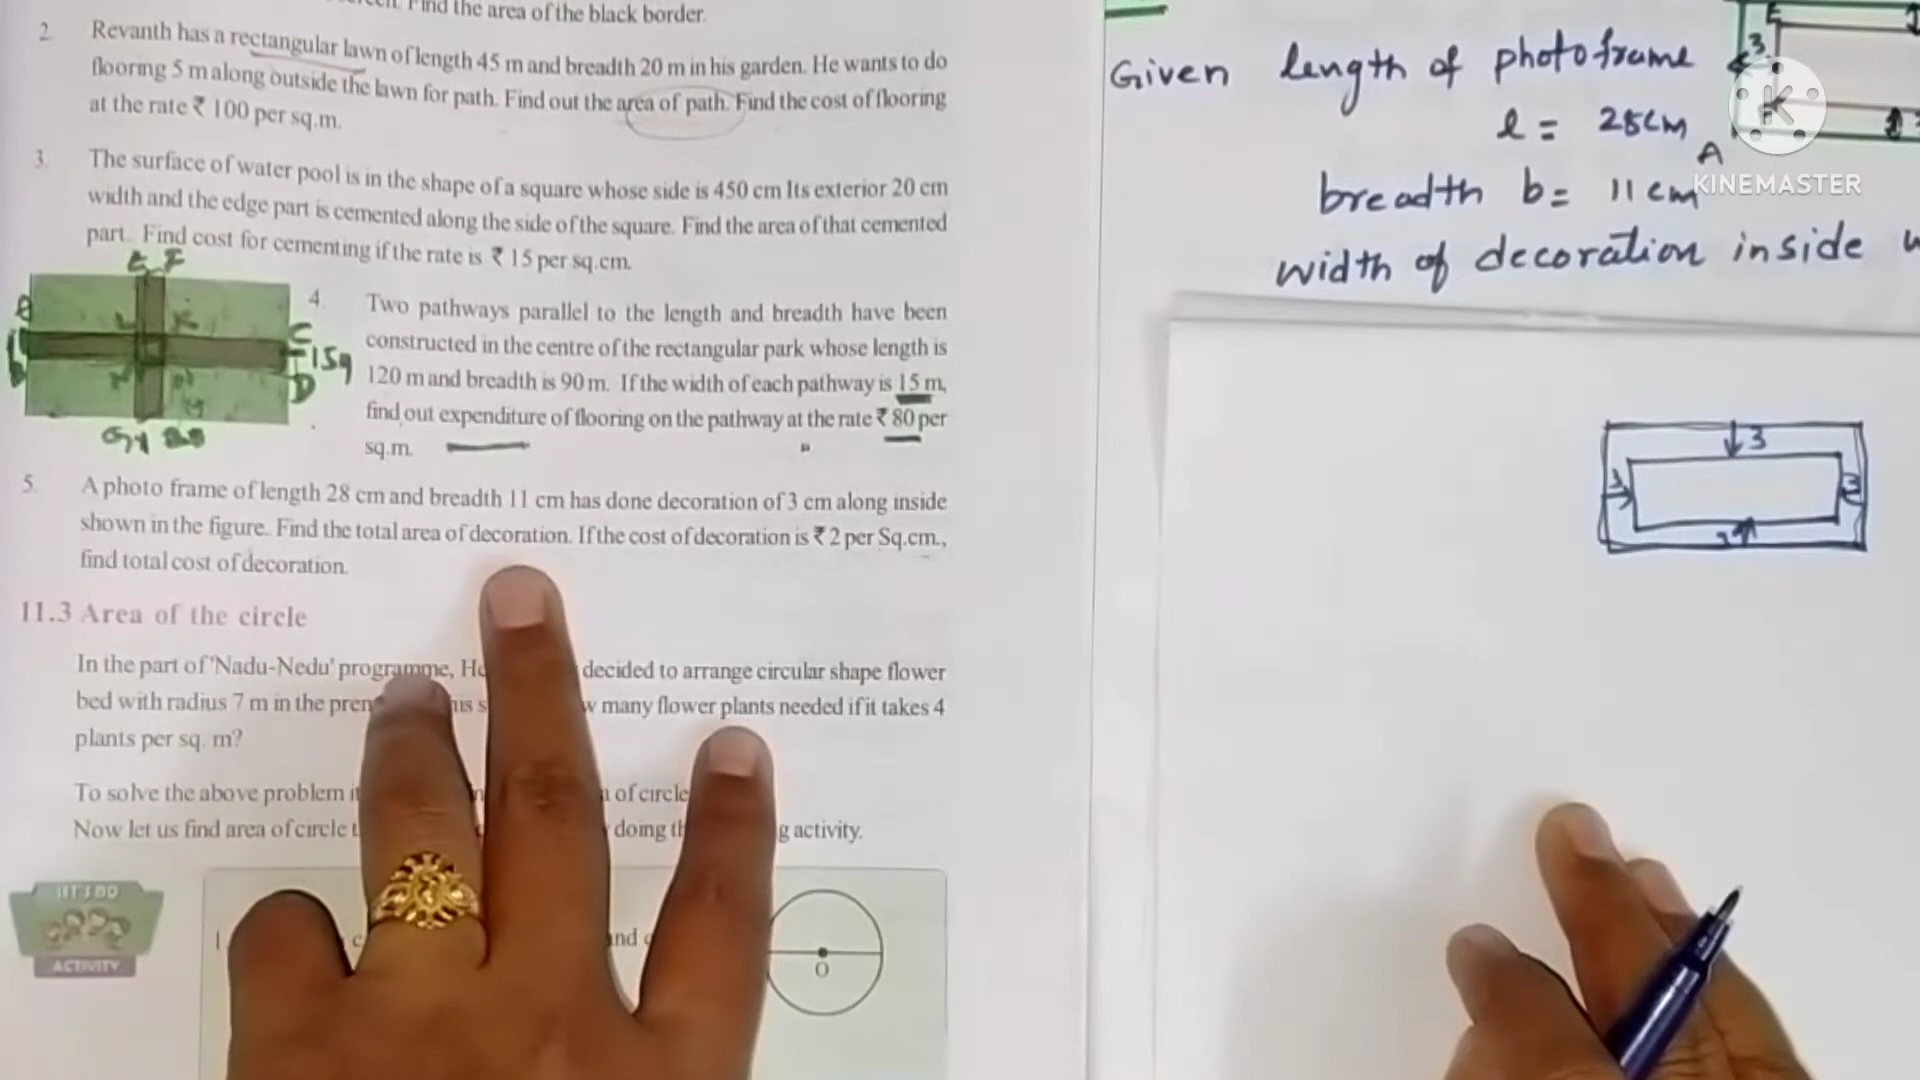 Find the area of the black border.
2. Revanth has a rectangular lawn of length 45 m and breadth 20 m in his garden. He wants to do
flooring 5 m along outside the lawn for path. Find out the area of path. Find the cost of flooring
at the rate ₹ 100 per sq.m.
3. The surface of water pool is in the shape of a square whose side is 450 cm Its exterior 20 cm
width and the edge part is cemented along the side of the square. Find the area of that cemented
part. Find cost for cementing if the rate is ₹ 15 per sq.cm.
E F
C
15q
D
4. Two pathways parallel to the length and breadth have been
constructed in the centre of the rectangular park whose length is
120 m and breadth is 90 m. If the width of each pathway is 15 m,
find out expenditure of flooring on the pathway at the rate ₹ 80 per
sq.m.
5. A photo frame of length 28 cm and breadth 11 cm has done decoration of 3 cm along inside
shown in the figure. Find the total area of decoration. If the cost of decoration is ₹ 2 per Sq.cm.,
find total cost of decoration.
11.3 Area of the circle
In the part of 'Nadu-Nedu' programme, decided to arrange circular shape flower
bed with radius 7 m in the many flower plants needed if it takes 4
plants per sq. m?
To solve the above problem of circle
Now let us find area of circle doing activity.
LET'S DO
ACTIVITY
O
Given length of photoframe
l = 28cm
breadth b = 11cm
width of decoration inside
3
A
K
KINEMASTER
3
3
3
3